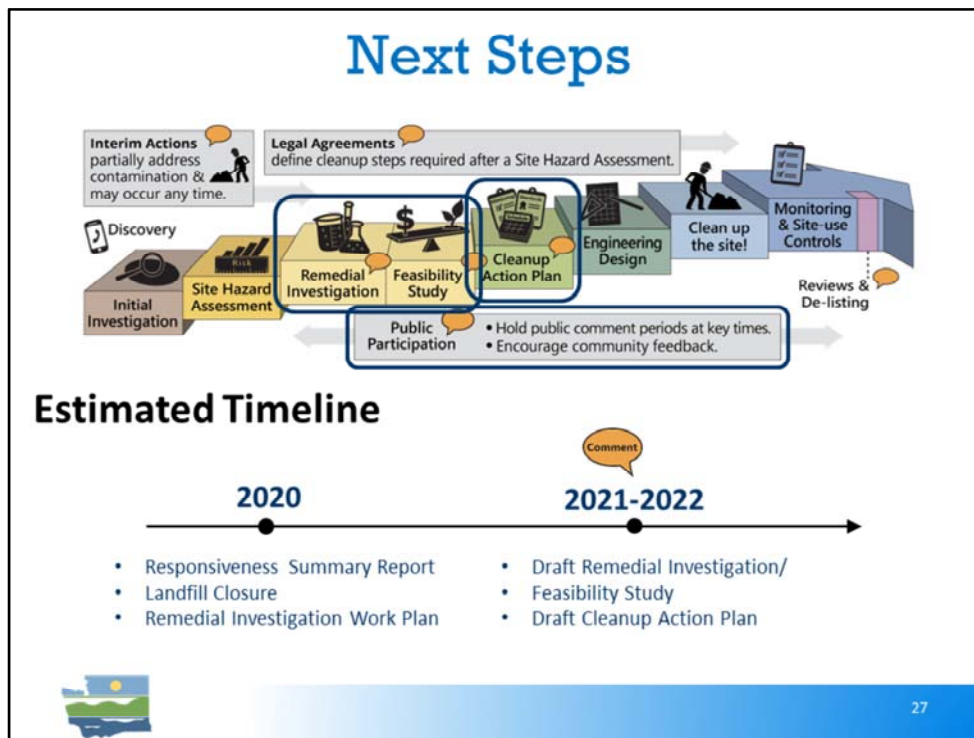 Next Steps
Interim Actions
partially address
contamination &
may occur any time.
Legal Agreements
define cleanup steps required after a Site Hazard Assessment.
Discovery
Initial
Investigation
Risk
Site Hazard
Assessment
Remedial
Investigation
$
Feasibility
Study
Cleanup
Action Plan
Engineering
Design
Clean up
the site!
Monitoring
& Site-use
Controls
Reviews &
De-listing
Public
Participation
• Hold public comment periods at key times.
• Encourage community feedback.
Estimated Timeline
Comment
2020
2021-2022
• Responsiveness Summary Report
• Landfill Closure
• Remedial Investigation Work Plan
• Draft Remedial Investigation/
• Feasibility Study
• Draft Cleanup Action Plan
27